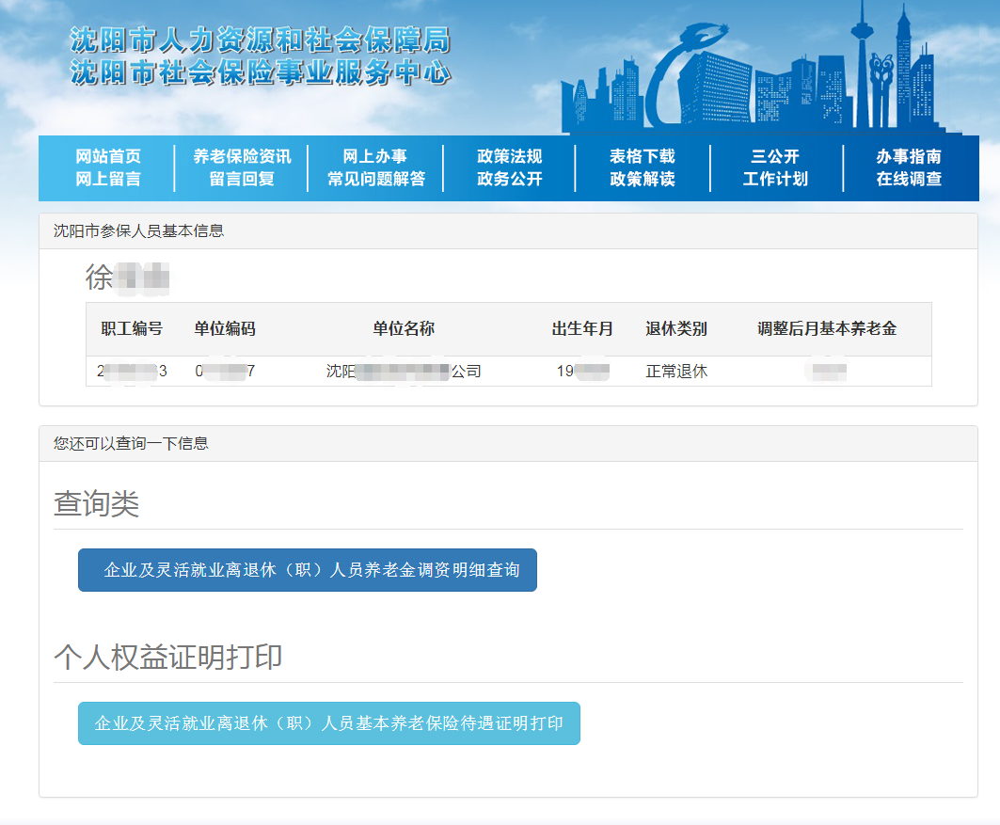 沈阳市人力资源和社会保障局
沈阳市社会保险事业服务中心
网站首页 养老保险资讯 网上办事 政策法规 表格下载 三公开 办事指南
网上留言 留言回复 常见问题解答 政务公开 政策解读 工作计划 在线调查
沈阳市参保人员基本信息
徐
职工编号 单位编码 单位名称 出生年月 退休类别 调整后月基本养老金
2 3 0 7 沈阳 公司 19 正常退休
您还可以查询一下信息
查询类
企业及灵活就业离退休（职）人员养老金调资明细查询
个人权益证明打印
企业及灵活就业离退休（职）人员基本养老保险待遇证明打印